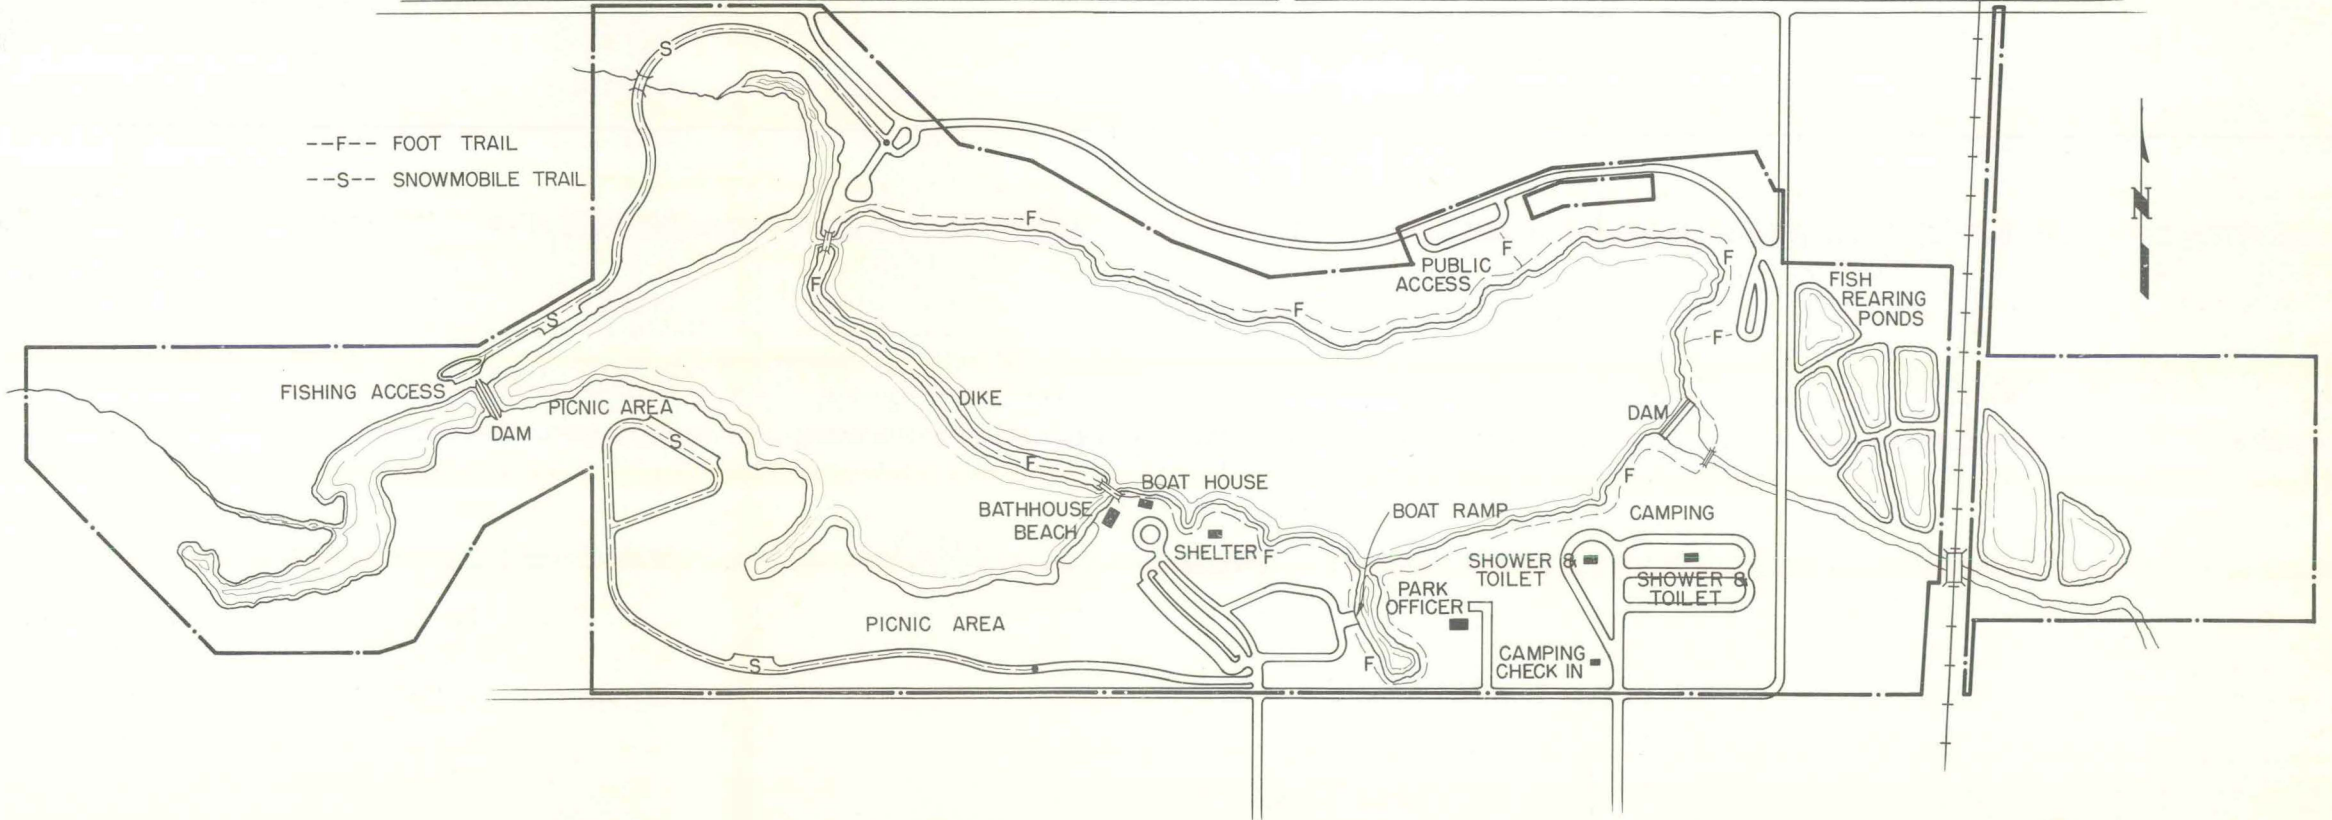 --F-- FOOT TRAIL
--S-- SNOWMOBILE TRAIL
S
F
F
PUBLIC
ACCESS
F
F
FISH
REARING
PONDS
N
S
F
F
F
FISHING ACCESS
DAM
PICNIC AREA
S
DIKE
DAM
F
BATHHOUSE
BEACH
BOAT HOUSE
SHELTER
F
BOAT RAMP
F
CAMPING
SHOWER &
TOILET
SHOWER &
TOILET
PARK
OFFICER
PICNIC AREA
S
F
CAMPING
CHECK IN